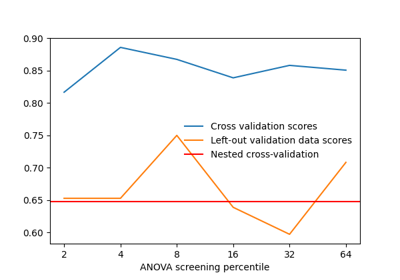 0.90
0.85
0.80
0.75
0.70
0.65
0.60
Cross validation scores
Left-out validation data scores
Nested cross-validation
2 4 8 16 32 64
ANOVA screening percentile